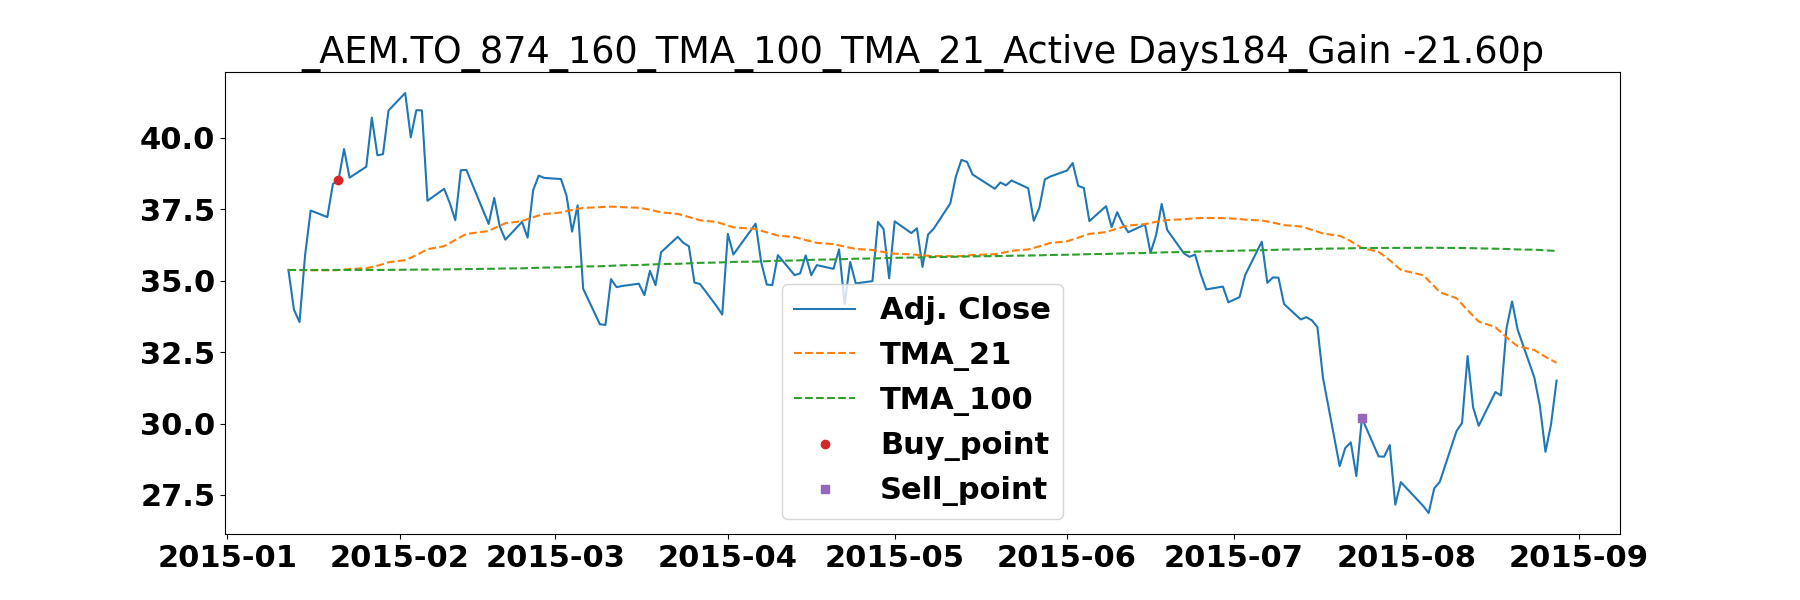 _AEM.TO_874_160_TMA_100_TMA_21_Active Days184_Gain -21.60p
40.0
37.5
35.0
32.5
30.0
27.5
Adj. Close
TMA_21
TMA_100
Buy_point
Sell_point
2015-01 2015-02 2015-03 2015-04 2015-05 2015-06 2015-07 2015-08 2015-09